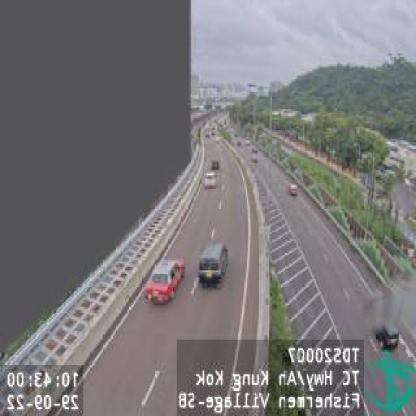 TDS20007
TC Hwy/Ah Kung Kok
Fishermen Village-SB
10:43:00
29-09-22